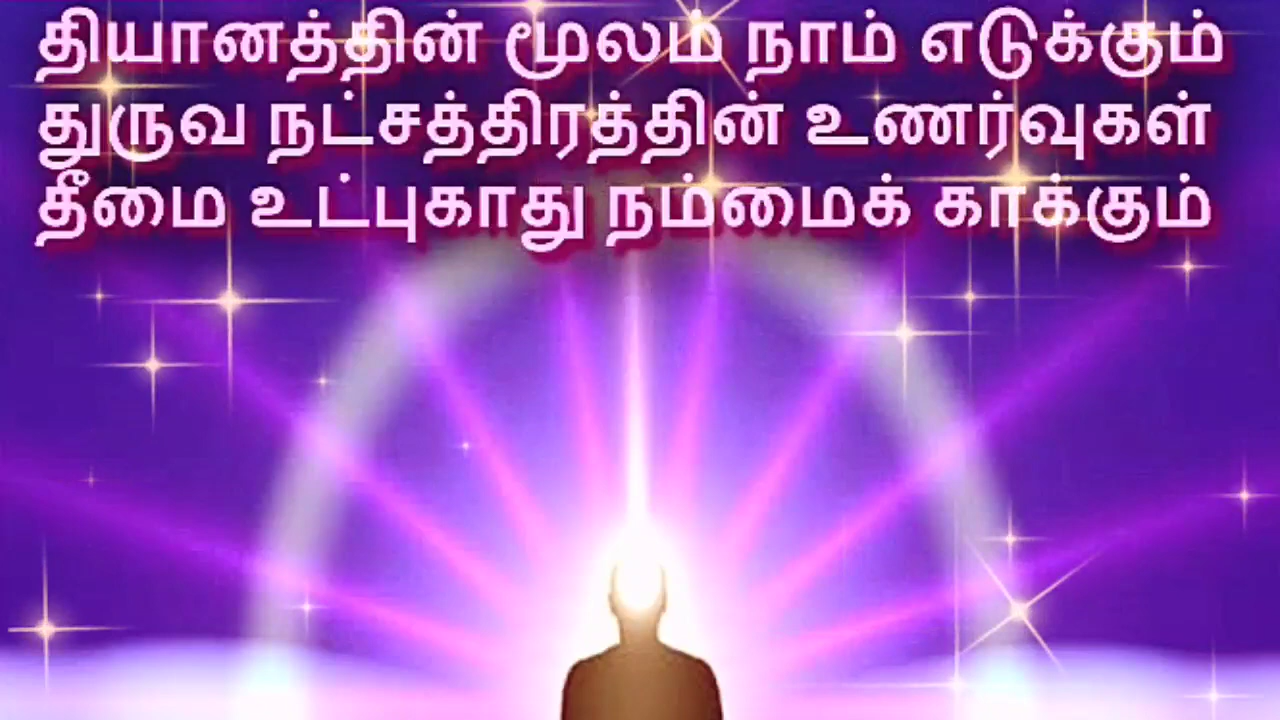 தியானத்தின் மூலம் நாம் எடுக்கும்
துருவ நட்சத்திரத்தின் உணர்வுகள்
தீமை உட்புகாது நம்மைக் காக்கும்